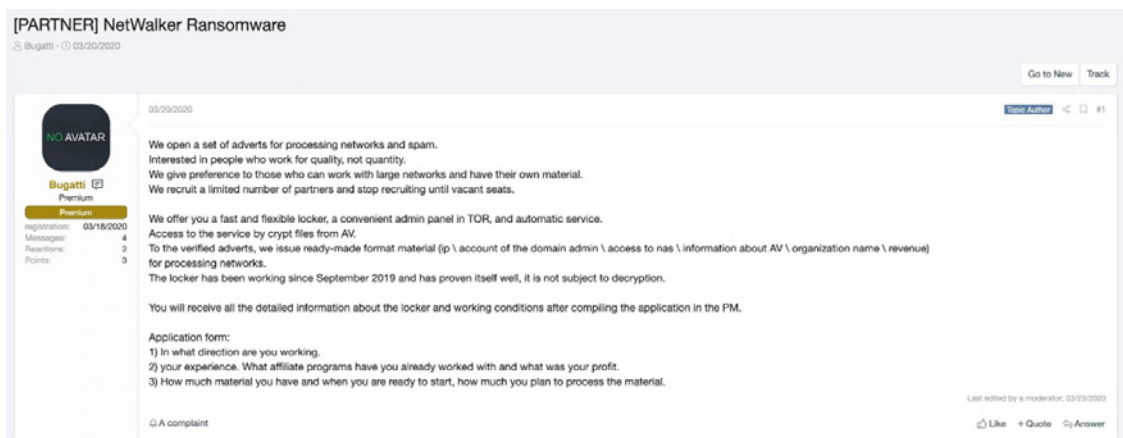 [PARTNER] NetWalker Ransomware
Bugatti · 03/20/2020
Go to New Track
NO AVATAR
Bugatti
Premium
Premium
registration: 03/18/2020
Messages: 4
Reactions: 2
Points: 3
03/20/2020
Topic Author #1
We open a set of adverts for processing networks and spam.
Interested in people who work for quality, not quantity.
We give preference to those who can work with large networks and have their own material.
We recruit a limited number of partners and stop recruiting until vacant seats.
We offer you a fast and flexible locker, a convenient admin panel in TOR, and automatic service.
Access to the service by crypt files from AV.
To the verified adverts, we issue ready-made format material (ip \ account of the domain admin \ access to nas \ information about AV \ organization name \ revenue)
for processing networks.
The locker has been working since September 2019 and has proven itself well, it is not subject to decryption.
You will receive all the detailed information about the locker and working conditions after compiling the application in the PM.
Application form:
1) In what direction are you working.
2) your experience. What affiliate programs have you already worked with and what was your profit.
3) How much material you have and when you are ready to start, how much you plan to process the material.
Last edited by a moderator: 03/23/2020
A complaint
Like + Quote Answer